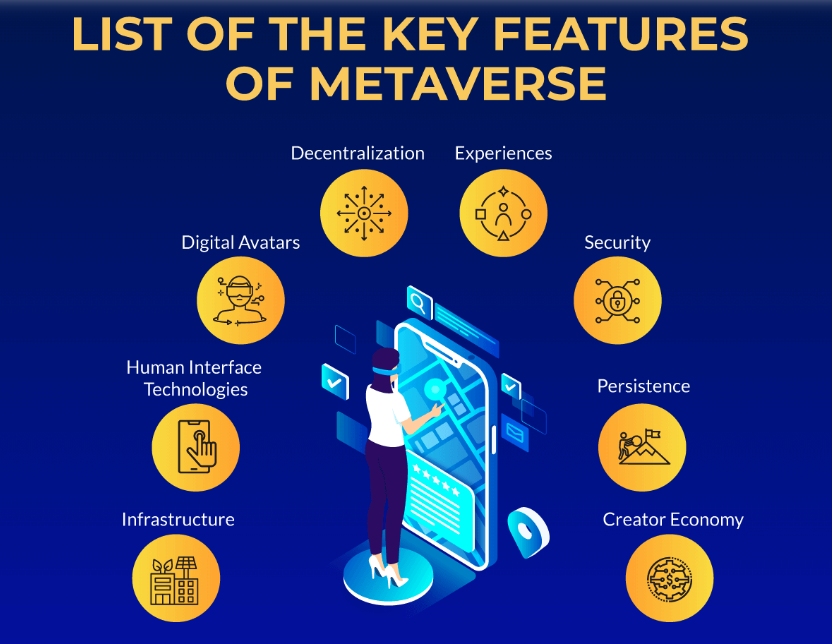 LIST OF THE KEY FEATURES
OF METAVERSE
Decentralization
Experiences
Digital Avatars
Security
Human Interface
Technologies
Persistence
Infrastructure
Creator Economy